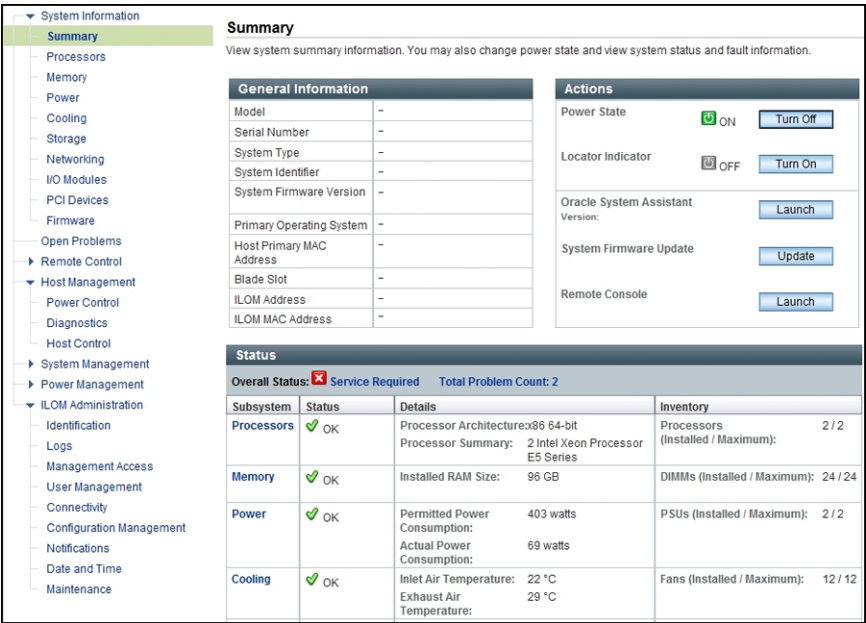 System Information
Summary
Processors
Memory
Power
Cooling
Storage
Networking
I/O Modules
PCI Devices
Firmware
Open Problems
Remote Control
Host Management
Power Control
Diagnostics
Host Control
System Management
Power Management
ILOM Administration
Identification
Logs
Management Access
User Management
Connectivity
Configuration Management
Notifications
Date and Time
Maintenance
Summary
View system summary information. You may also change power state and view system status and fault information.
General Information
Model –
Serial Number –
System Type –
System Identifier –
System Firmware Version –
Primary Operating System –
Host Primary MAC
Address –
Blade Slot –
ILOM Address –
ILOM MAC Address –
Actions
Power State ON Turn Off
Locator Indicator OFF Turn On
Oracle System Assistant
Version: Launch
System Firmware Update Update
Remote Console Launch
Status
Overall Status: Service Required Total Problem Count: 2
Subsystem Status Details Inventory
Processors OK Processor Architecture:x86 64-bit Processors 2 / 2
Processor Summary: 2 Intel Xeon Processor (Installed / Maximum):
E5 Series
Memory OK Installed RAM Size: 96 GB DIMMs (Installed / Maximum): 24 / 24
Power OK Permitted Power 403 watts PSUs (Installed / Maximum): 2 / 2
Consumption:
Actual Power 69 watts
Consumption:
Cooling OK Inlet Air Temperature: 22 °C Fans (Installed / Maximum): 12 / 12
Exhaust Air 29 °C
Temperature: